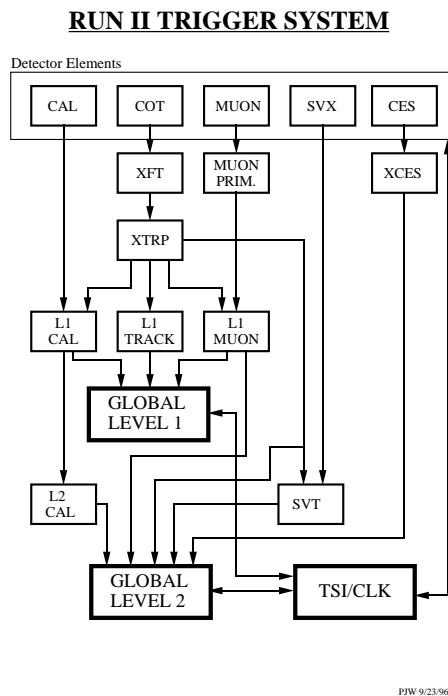 RUN II TRIGGER SYSTEM
Detector Elements
CAL
COT
MUON
SVX
CES
XFT
MUON
PRIM.
XCES
XTRP
L1
CAL
L1
TRACK
L1
MUON
GLOBAL
LEVEL 1
L2
CAL
SVT
GLOBAL
LEVEL 2
TSI/CLK
PJW 9/23/96